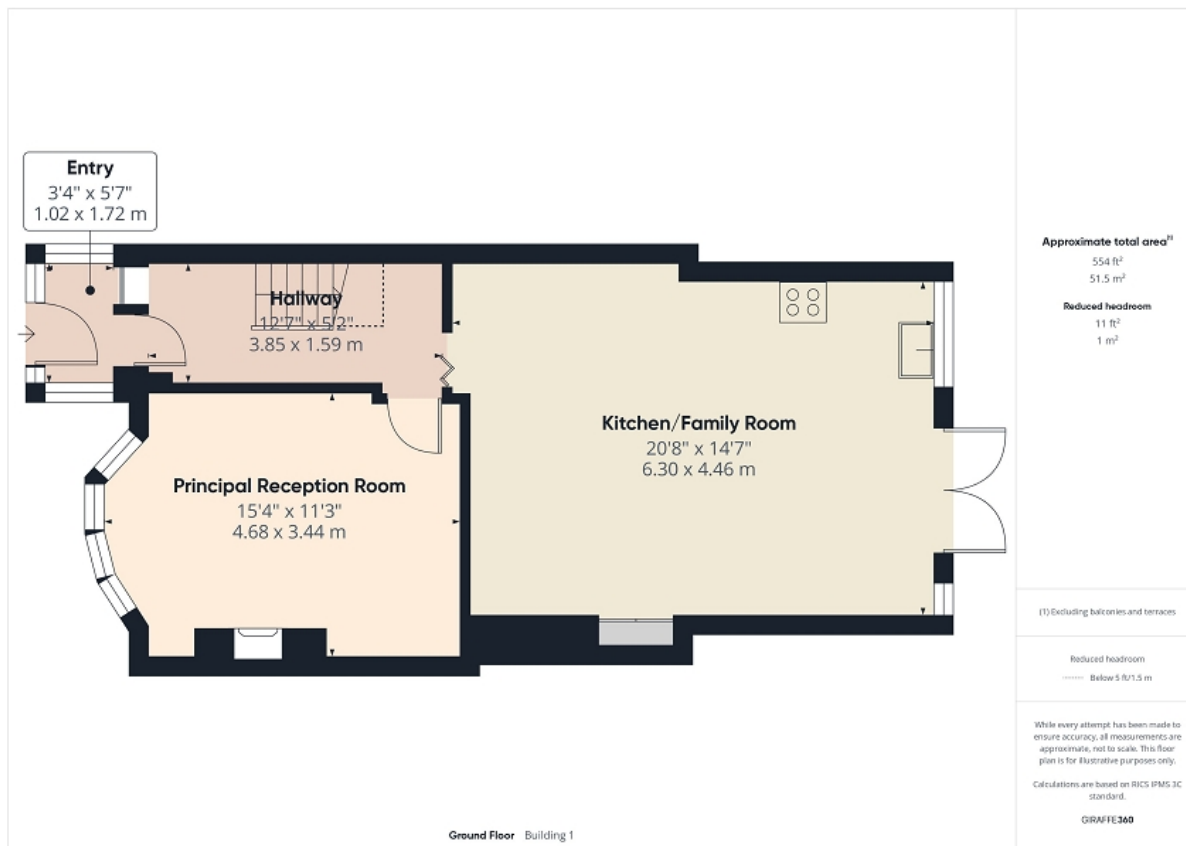 Entry
3'4" x 5'7"
1.02 x 1.72 m
Hallway
12'7" x 5'2"
3.85 x 1.59 m
Kitchen/Family Room
20'8" x 14'7"
6.30 x 4.46 m
Principal Reception Room
15'4" x 11'3"
4.68 x 3.44 m
Ground Floor Building 1
Approximate total area⁽¹⁾
554 ft²
51.5 m²
Reduced headroom
11 ft²
1 m²
(1) Excluding balconies and terraces
Reduced headroom
Below 5 ft/1.5 m
While every attempt has been made to
ensure accuracy, all measurements are
approximate, not to scale. This floor
plan is for illustrative purposes only.
Calculations are based on RICS IPMS 3C
standard.
GIRAFFE360